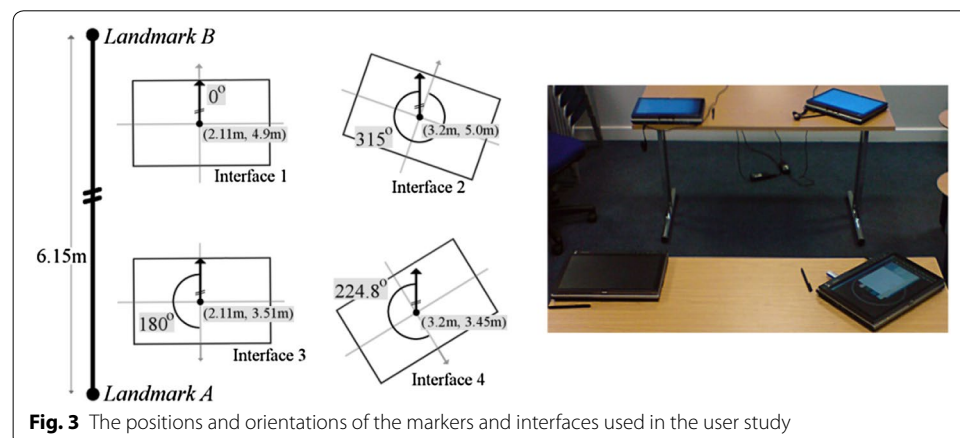 Landmark B
0°
(2.11m, 4.9m)
Interface 1
315°
(3.2m, 5.0m)
Interface 2
6.15m
180°
(2.11m, 3.51m)
Interface 3
224.8°
(3.2m, 3.45m)
Interface 4
Landmark A
Fig. 3 The positions and orientations of the markers and interfaces used in the user study